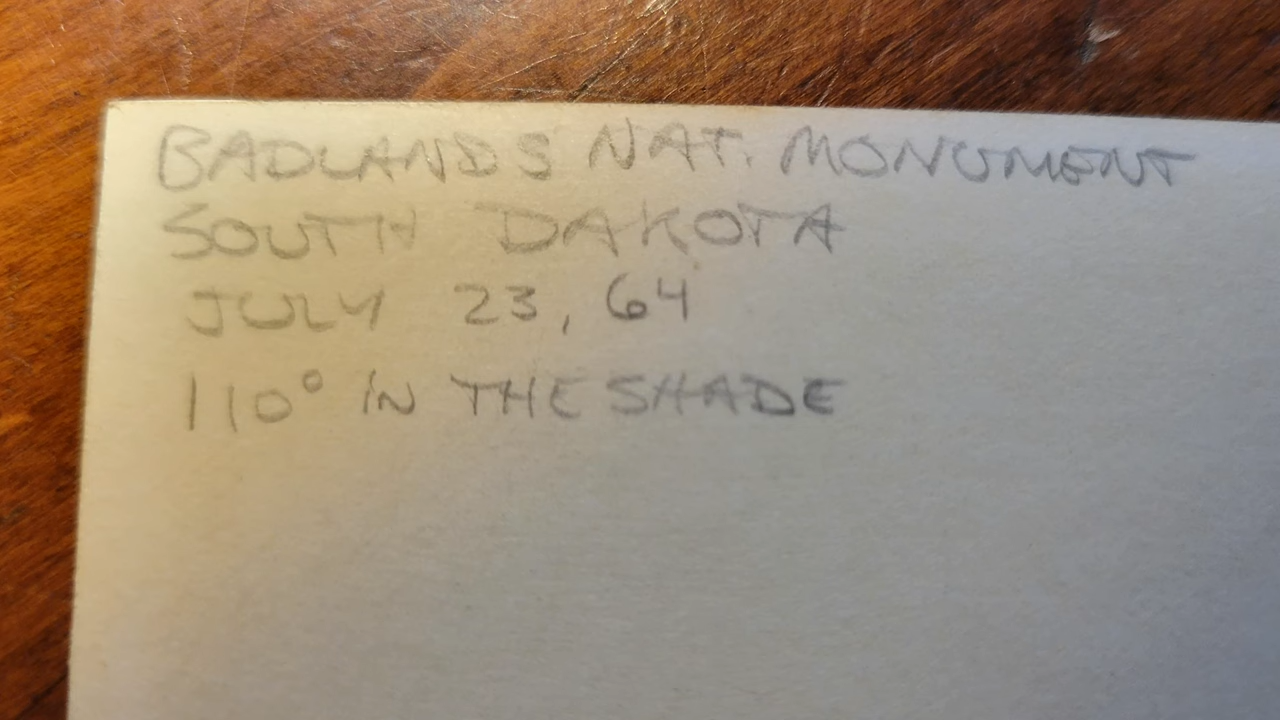 BADLANDS NAT. MONUMENT
SOUTH DAKOTA
JULY 23, 64
110° IN THE SHADE